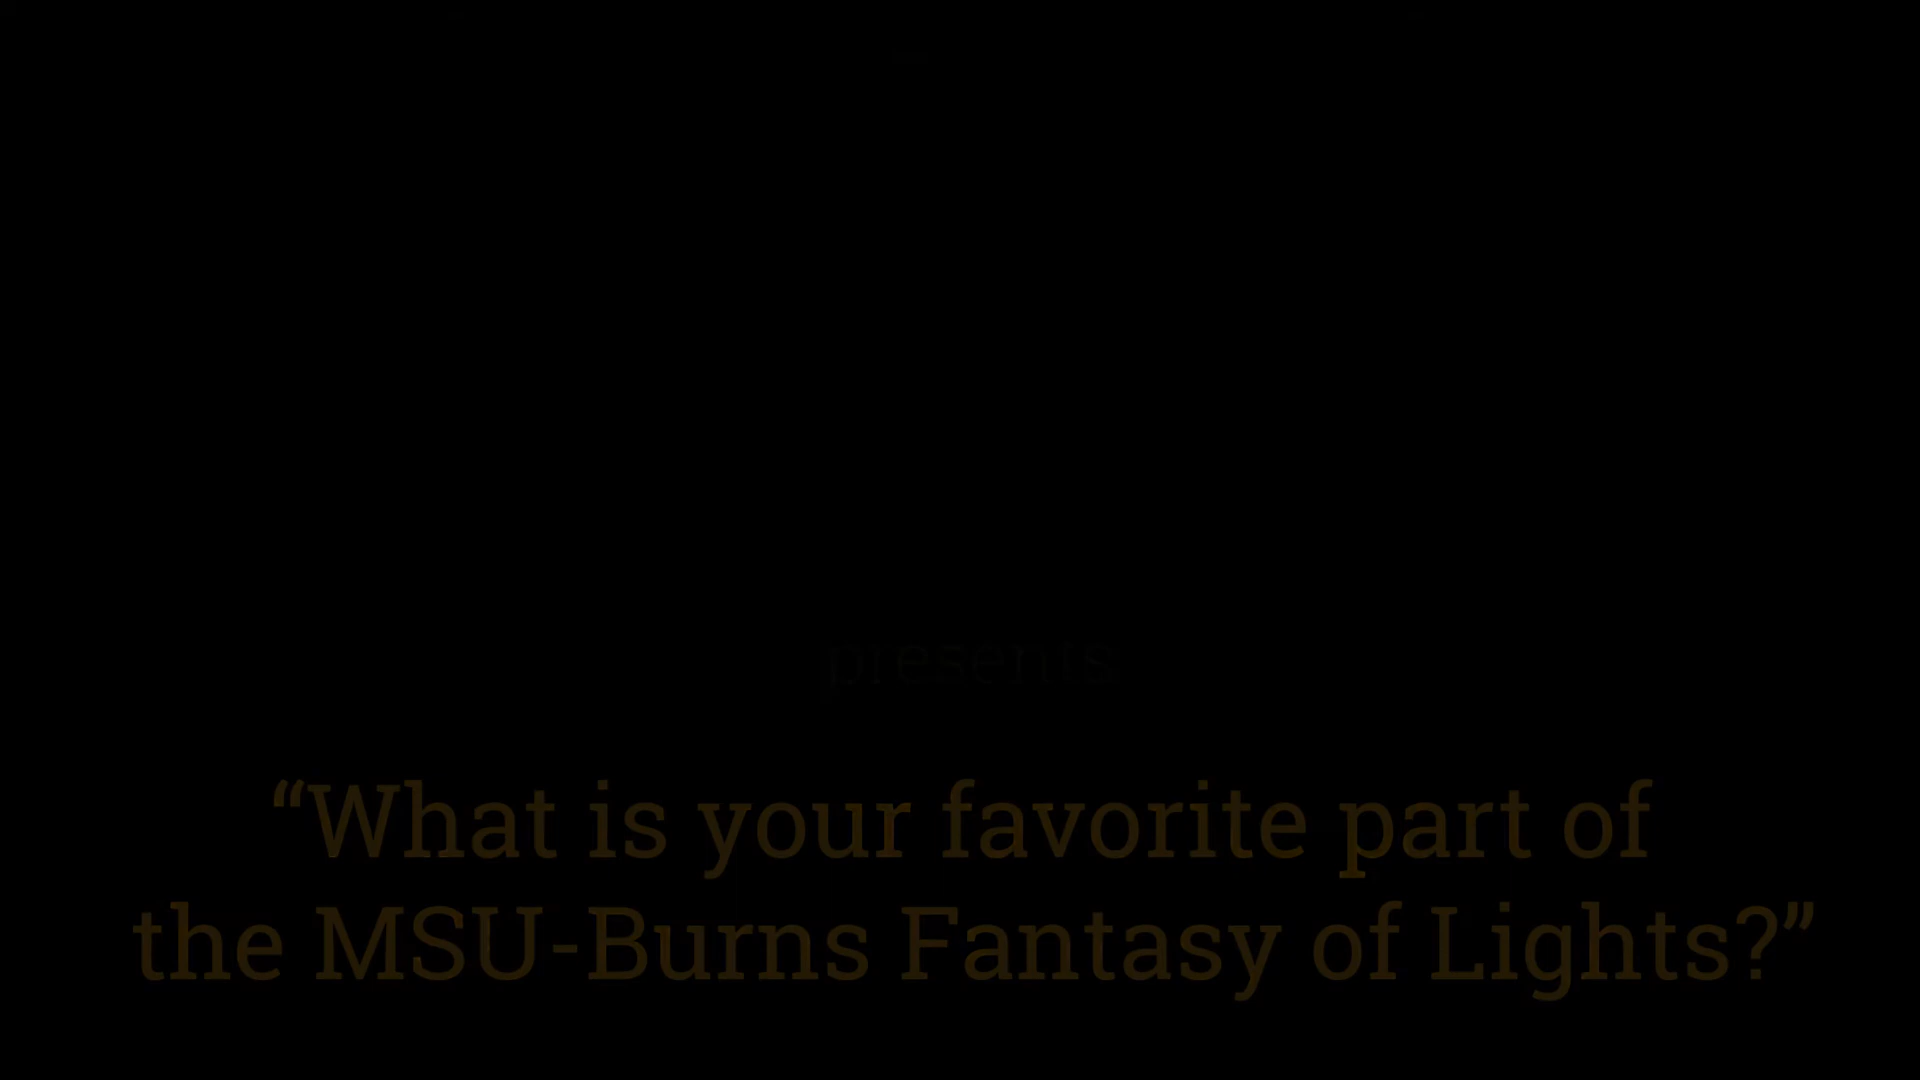 presents
“What is your favorite part of
the MSU-Burns Fantasy of Lights?”